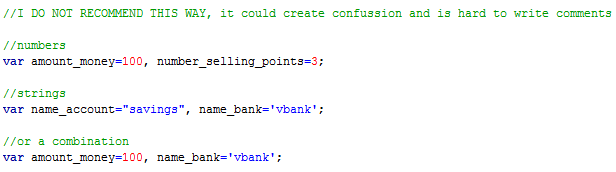 //I DO NOT RECOMMEND THIS WAY, it could create confussion and is hard to write comments
//numbers
var amount_money=100, number_selling_points=3;
//strings
var name_account="savings", name_bank='vbank';
//or a combination
var amount_money=100, name_bank='vbank';